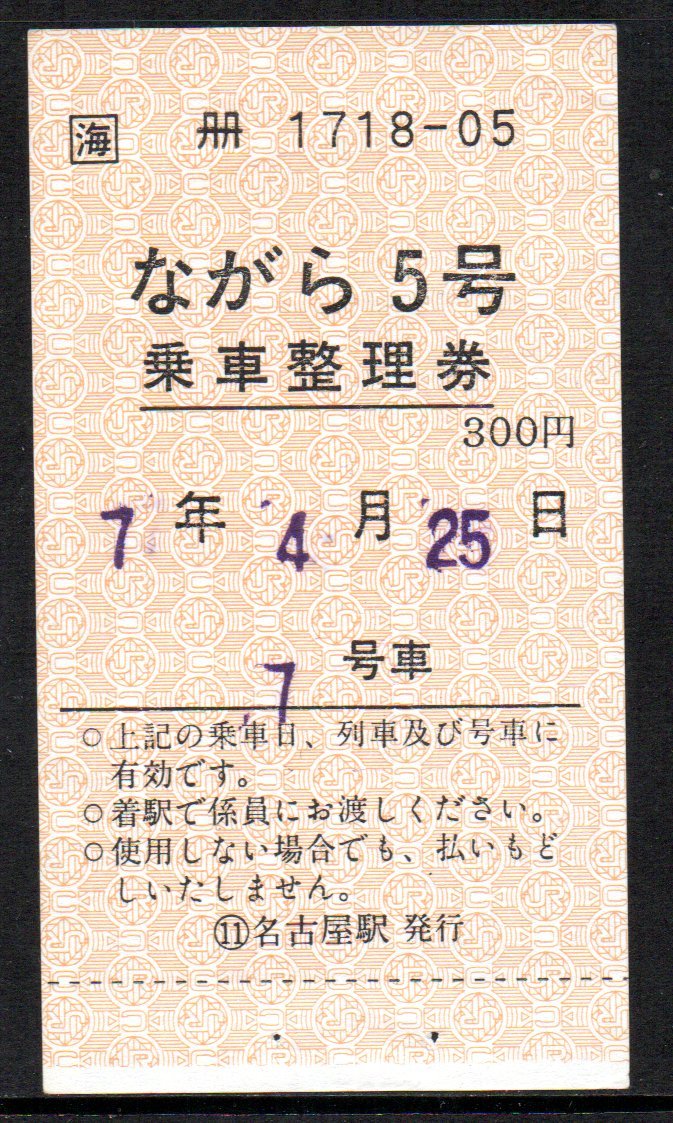 海 冊 1718-05
ながら 5号
乗車整理券
300円
7年 4月 25日
7 号車
○上記の乗車日、列車及び号車に
有効です。
○着駅で係員にお渡しください。
○使用しない場合でも、払いもど
しいたしません。
⑪名古屋駅 発行